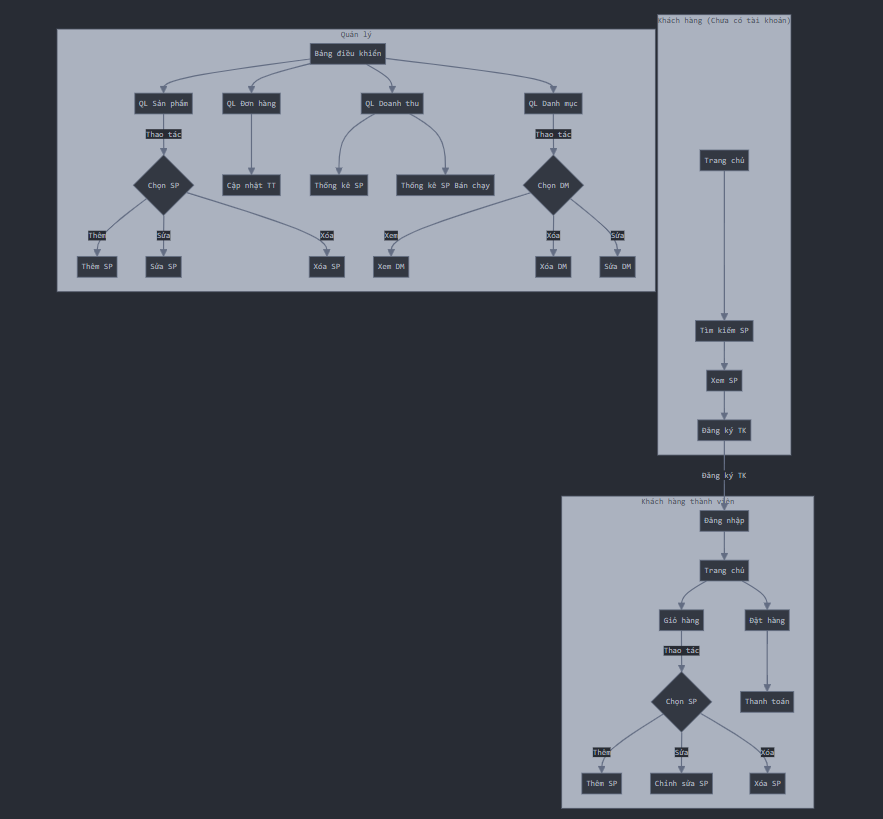 Quản lý
Bảng điều khiển
QL Sản phẩm
QL Đơn hàng
QL Doanh thu
QL Danh mục
Thao tác
Thao tác
Chọn SP
Cập nhật TT
Thống kê SP
Thống kê SP Bán chạy
Chọn DM
Thêm
Sửa
Xóa
Xem
Xóa
Sửa
Thêm SP
Sửa SP
Xóa SP
Xem DM
Xóa DM
Sửa DM
Khách hàng (Chưa có tài khoản)
Trang chủ
Tìm kiếm SP
Xem SP
Đăng ký TK
Đăng ký TK
Khách hàng thành viên
Đăng nhập
Trang chủ
Giỏ hàng
Đặt hàng
Thao tác
Chọn SP
Thanh toán
Thêm
Sửa
Xóa
Thêm SP
Chỉnh sửa SP
Xóa SP